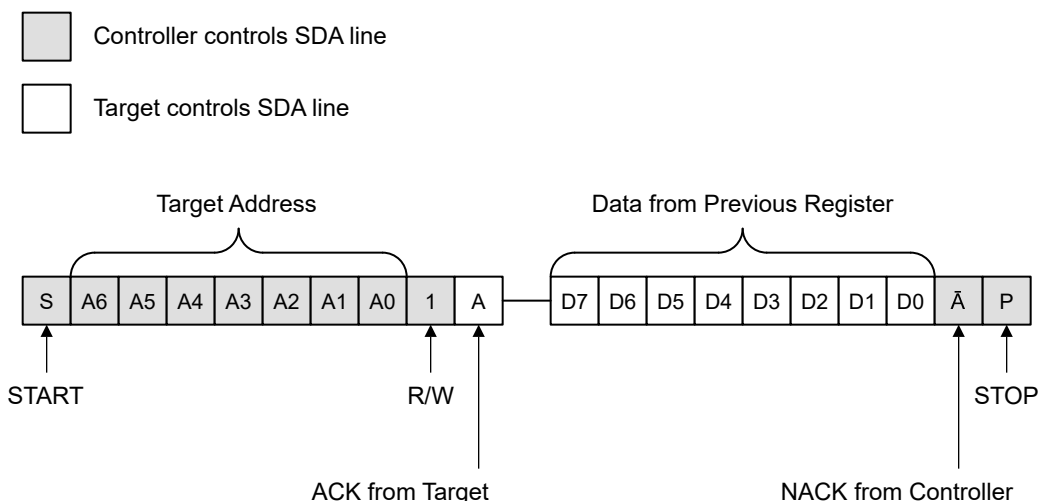 Controller controls SDA line
Target controls SDA line
Target Address
Data from Previous Register
S A6 A5 A4 A3 A2 A1 A0 1 A D7 D6 D5 D4 D3 D2 D1 D0 Ā P
START
R/W
STOP
ACK from Target
NACK from Controller